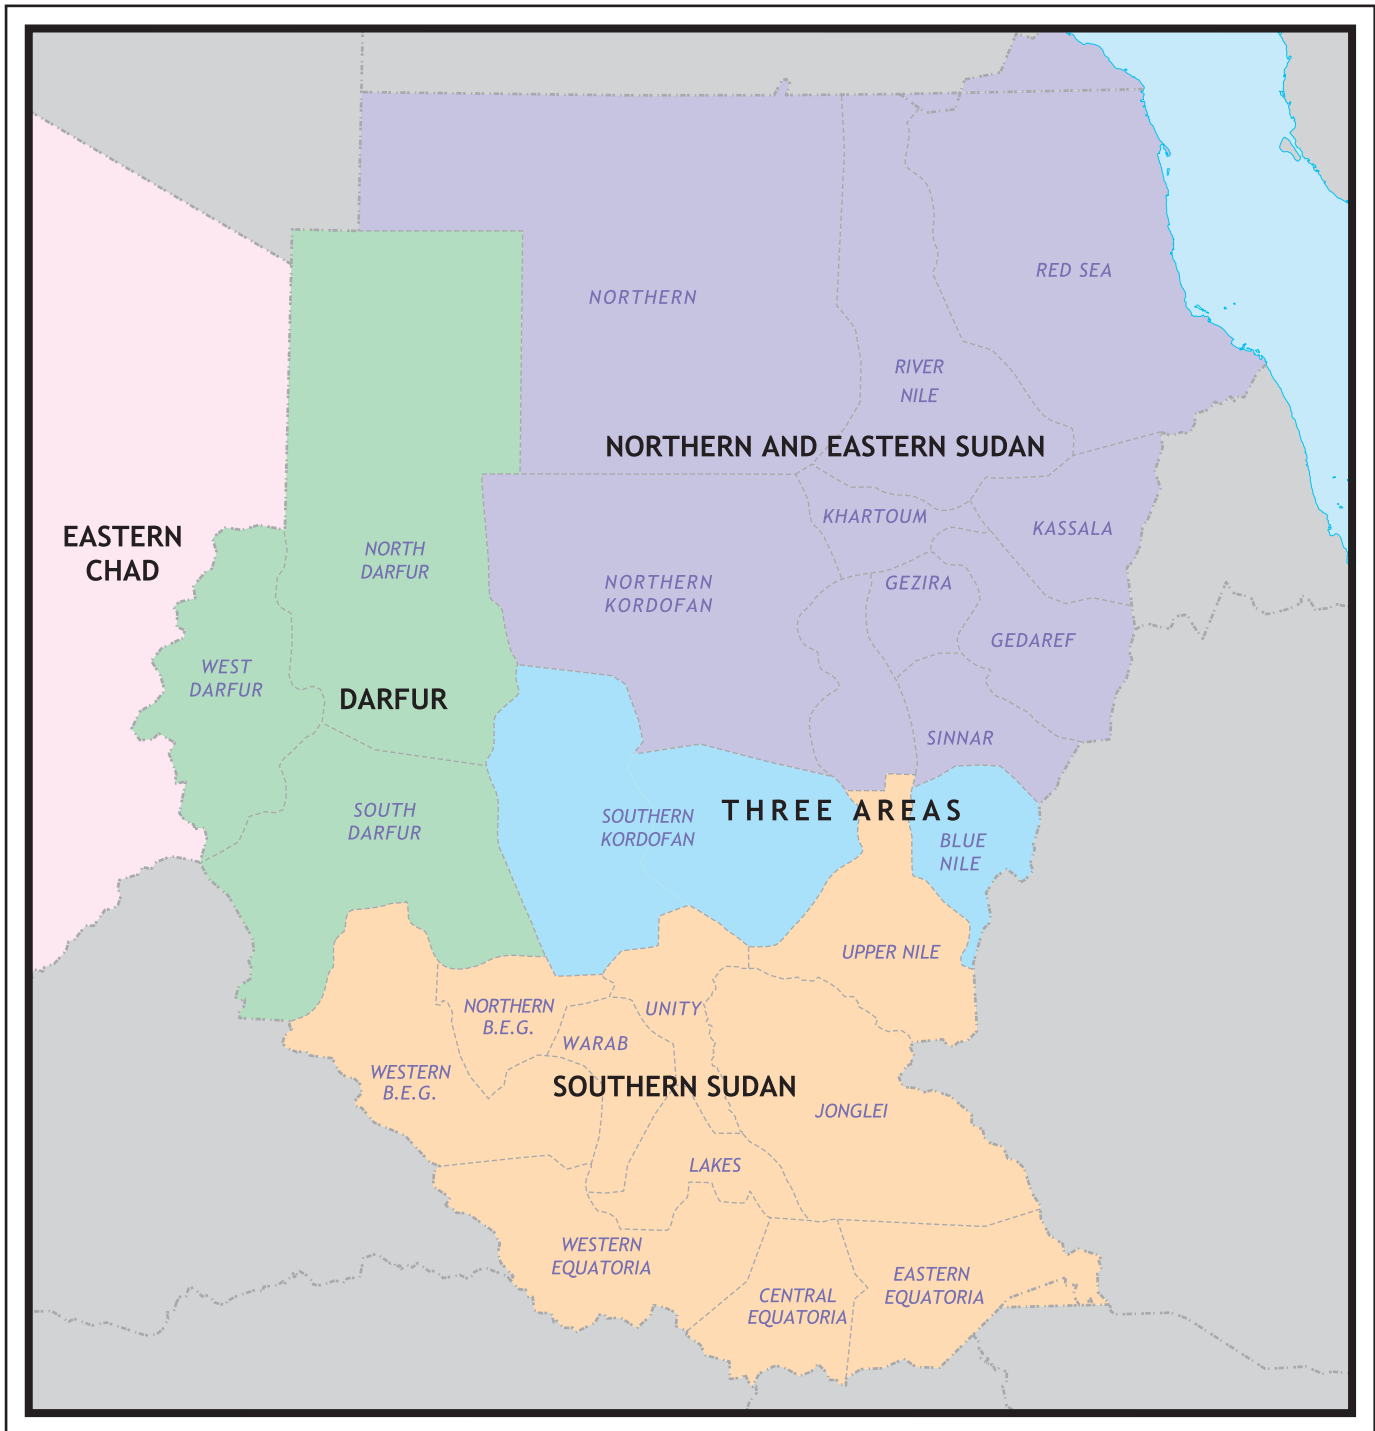 RED SEA
NORTHERN
RIVER
NILE
NORTHERN AND EASTERN SUDAN
KHARTOUM
KASSALA
EASTERN
CHAD
NORTH
DARFUR
NORTHERN
KORDOFAN
GEZIRA
GEDAREF
WEST
DARFUR
DARFUR
SINNAR
SOUTH
DARFUR
SOUTHERN
KORDOFAN
THREE AREAS
BLUE
NILE
UPPER NILE
NORTHERN
B.E.G.
UNITY
WARAB
WESTERN
B.E.G.
SOUTHERN SUDAN
JONGLEI
LAKES
WESTERN
EQUATORIA
CENTRAL
EQUATORIA
EASTERN
EQUATORIA